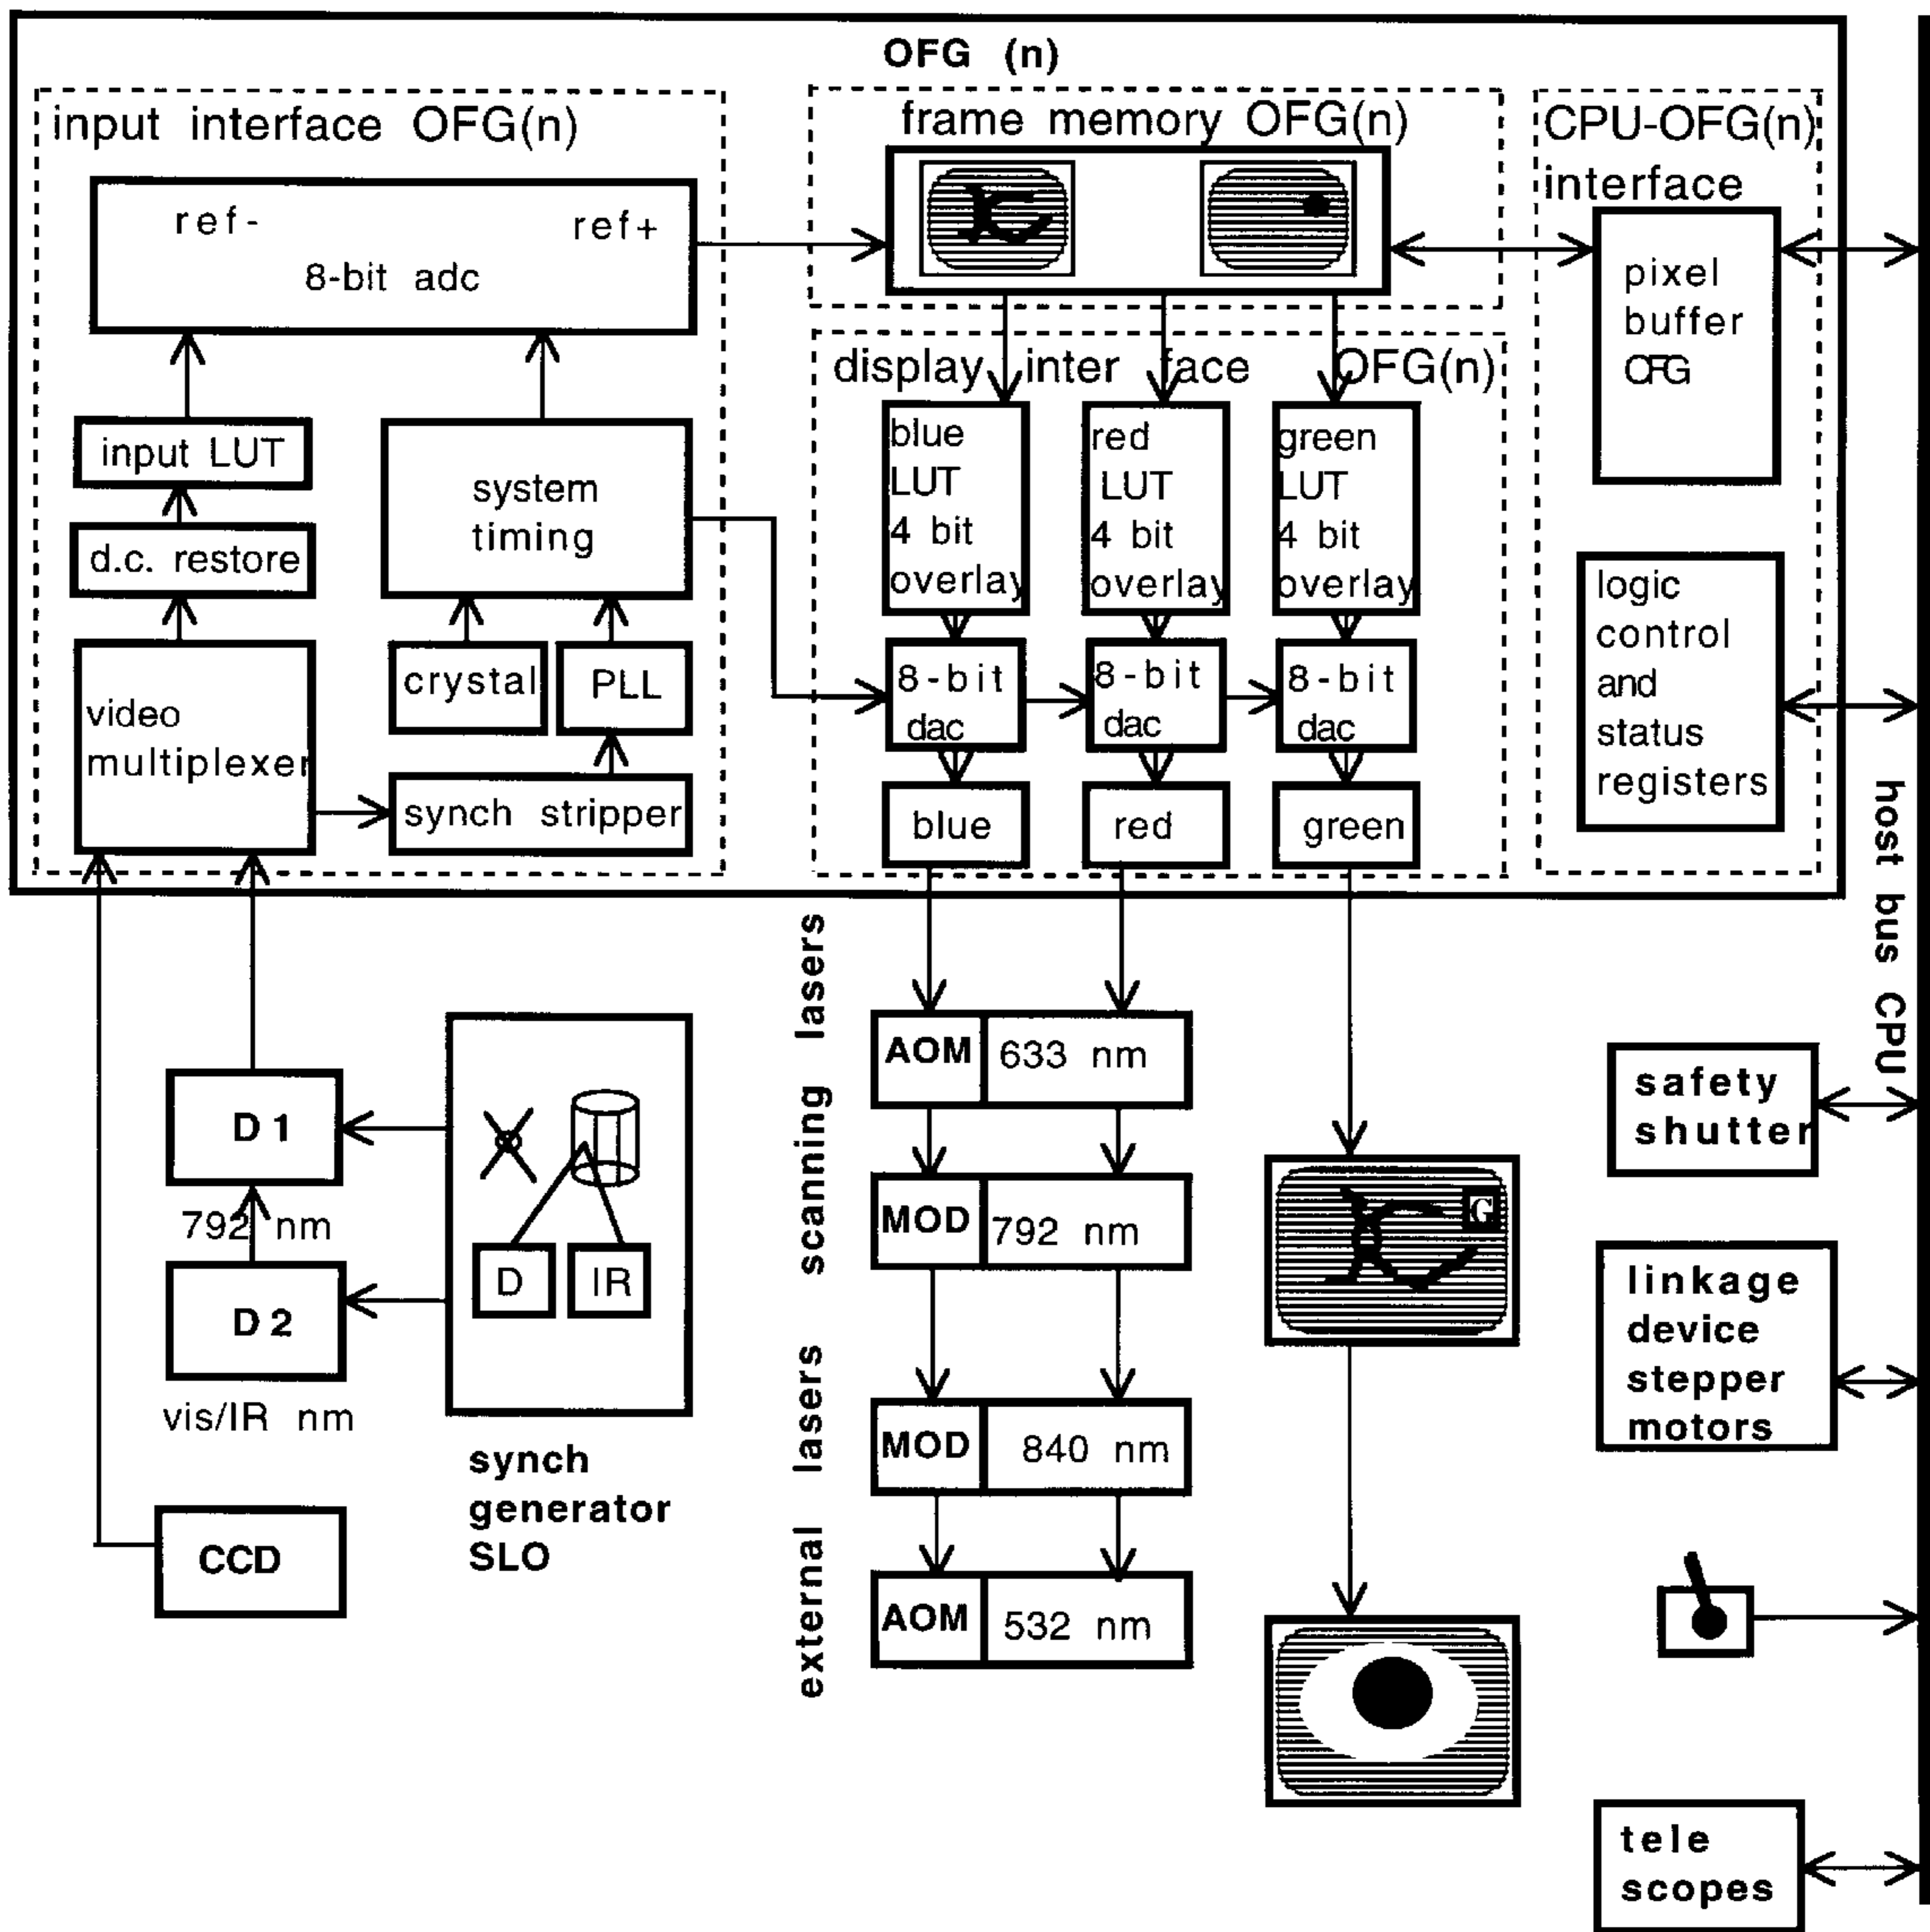 OFG (n)
input interface OFG(n)
ref-
ref+
8-bit adc
input LUT
d.c. restore
video
multiplexer
system
timing
crystal
PLL
synch stripper
frame memory OFG(n)
display inter face OFG(n)
blue
LUT
4 bit
overlay
red
LUT
4 bit
overlay
green
LUT
4 bit
overlay
8-bit
dac
8-bit
dac
8-bit
dac
blue
red
green
CPU-OFG(n)
interface
pixel
buffer
OFG
logic
control
and
status
registers
host bus CPU
D1
792 nm
D2
vis/IR nm
CCD
D
IR
synch
generator
SLO
external lasers scanning lasers
AOM
633 nm
MOD
792 nm
MOD
840 nm
AOM
532 nm
G
safety
shutter
linkage
device
stepper
motors
tele
scopes